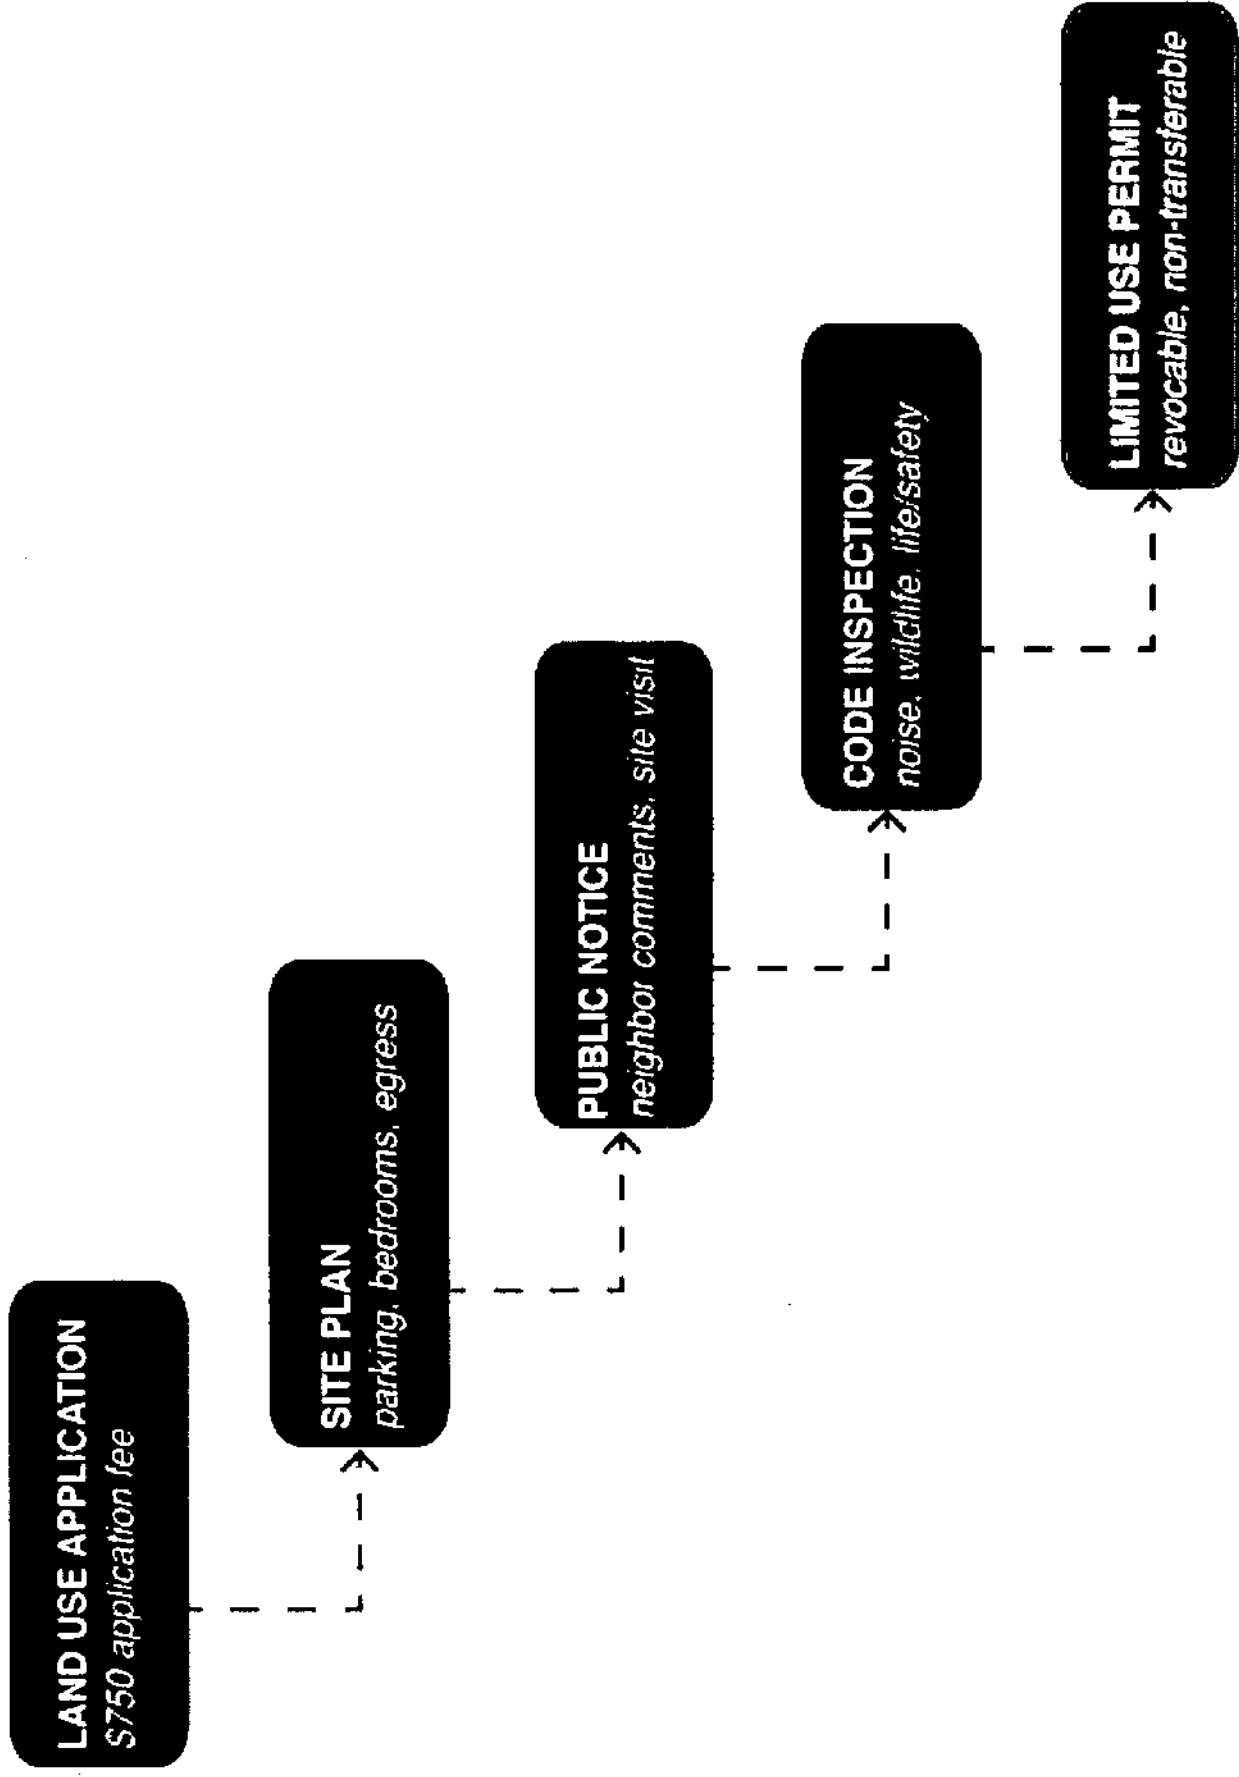 LAND USE APPLICATION
$750 application fee
SITE PLAN
parking, bedrooms, egress
PUBLIC NOTICE
neighbor comments, site visit
CODE INSPECTION
noise, wildlife, life/safety
LIMITED USE PERMIT
revocable, non-transferable